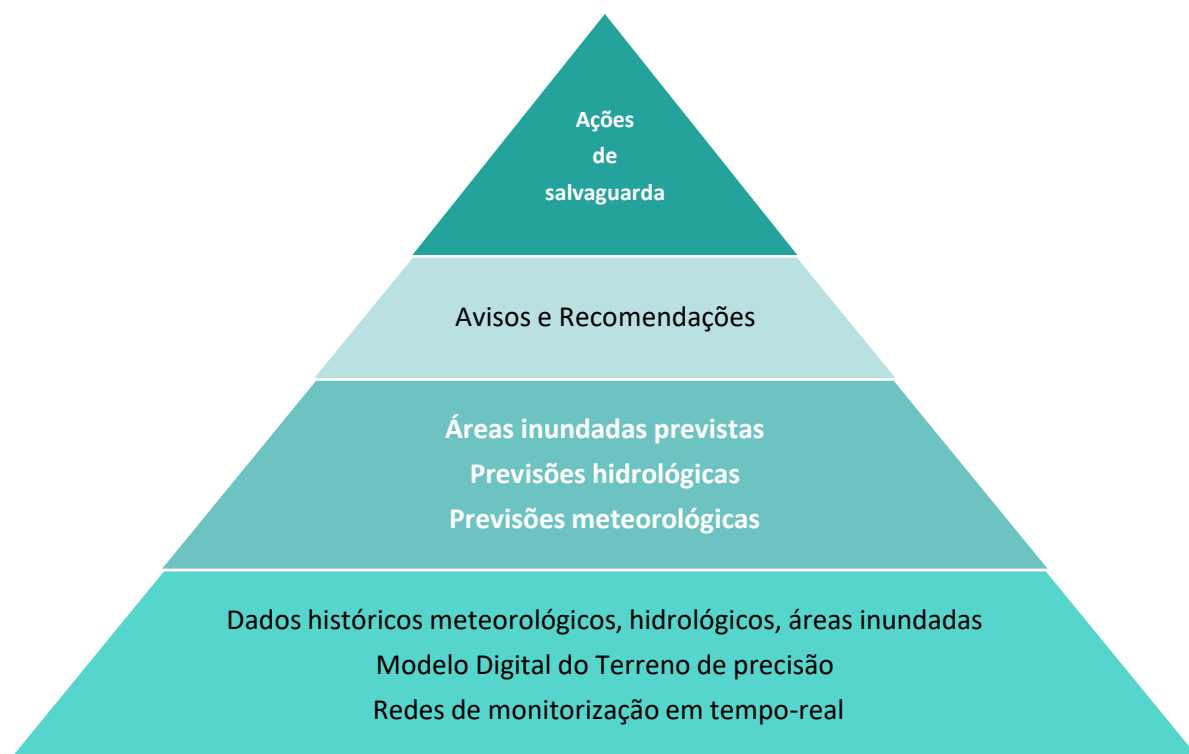 Ações
de
salvaguarda
Avisos e Recomendações
Áreas inundadas previstas
Previsões hidrológicas
Previsões meteorológicas
Dados históricos meteorológicos, hidrológicos, áreas inundadas
Modelo Digital do Terreno de precisão
Redes de monitorização em tempo-real